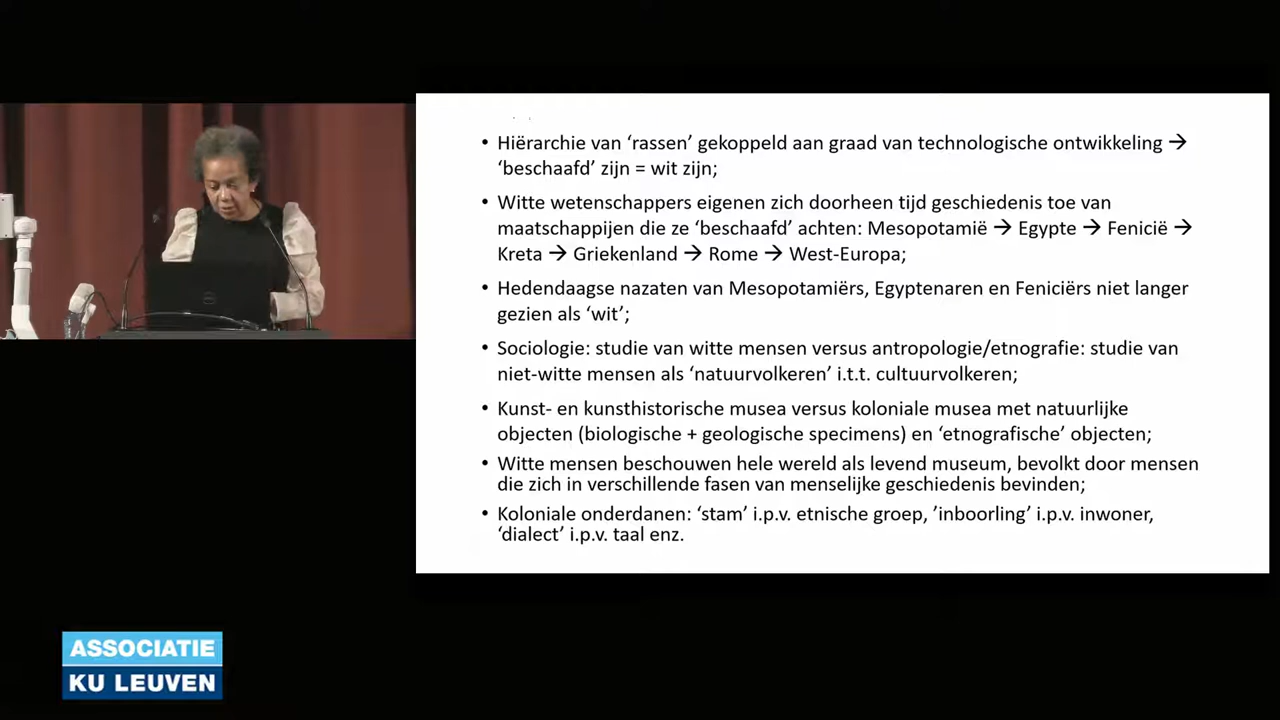 • Hiërarchie van ‘rassen’ gekoppeld aan graad van technologische ontwikkeling →
‘beschaafd’ zijn = wit zijn;
• Witte wetenschappers eigenen zich doorheen tijd geschiedenis toe van
maatschappijen die ze ‘beschaafd’ achten: Mesopotamië → Egypte → Fenicië →
Kreta → Griekenland → Rome → West-Europa;
• Hedendaagse nazaten van Mesopotamiërs, Egyptenaren en Feniciërs niet langer
gezien als ‘wit’;
• Sociologie: studie van witte mensen versus antropologie/etnografie: studie van
niet-witte mensen als ‘natuurvolkeren’ i.t.t. cultuurvolkeren;
• Kunst- en kunsthistorische musea versus koloniale musea met natuurlijke
objecten (biologische + geologische specimens) en ‘etnografische’ objecten;
• Witte mensen beschouwen hele wereld als levend museum, bevolkt door mensen
die zich in verschillende fasen van menselijke geschiedenis bevinden;
• Koloniale onderdanen: ‘stam’ i.p.v. etnische groep, ’inboorling’ i.p.v. inwoner,
‘dialect’ i.p.v. taal enz.
ASSOCIATIE
KU LEUVEN